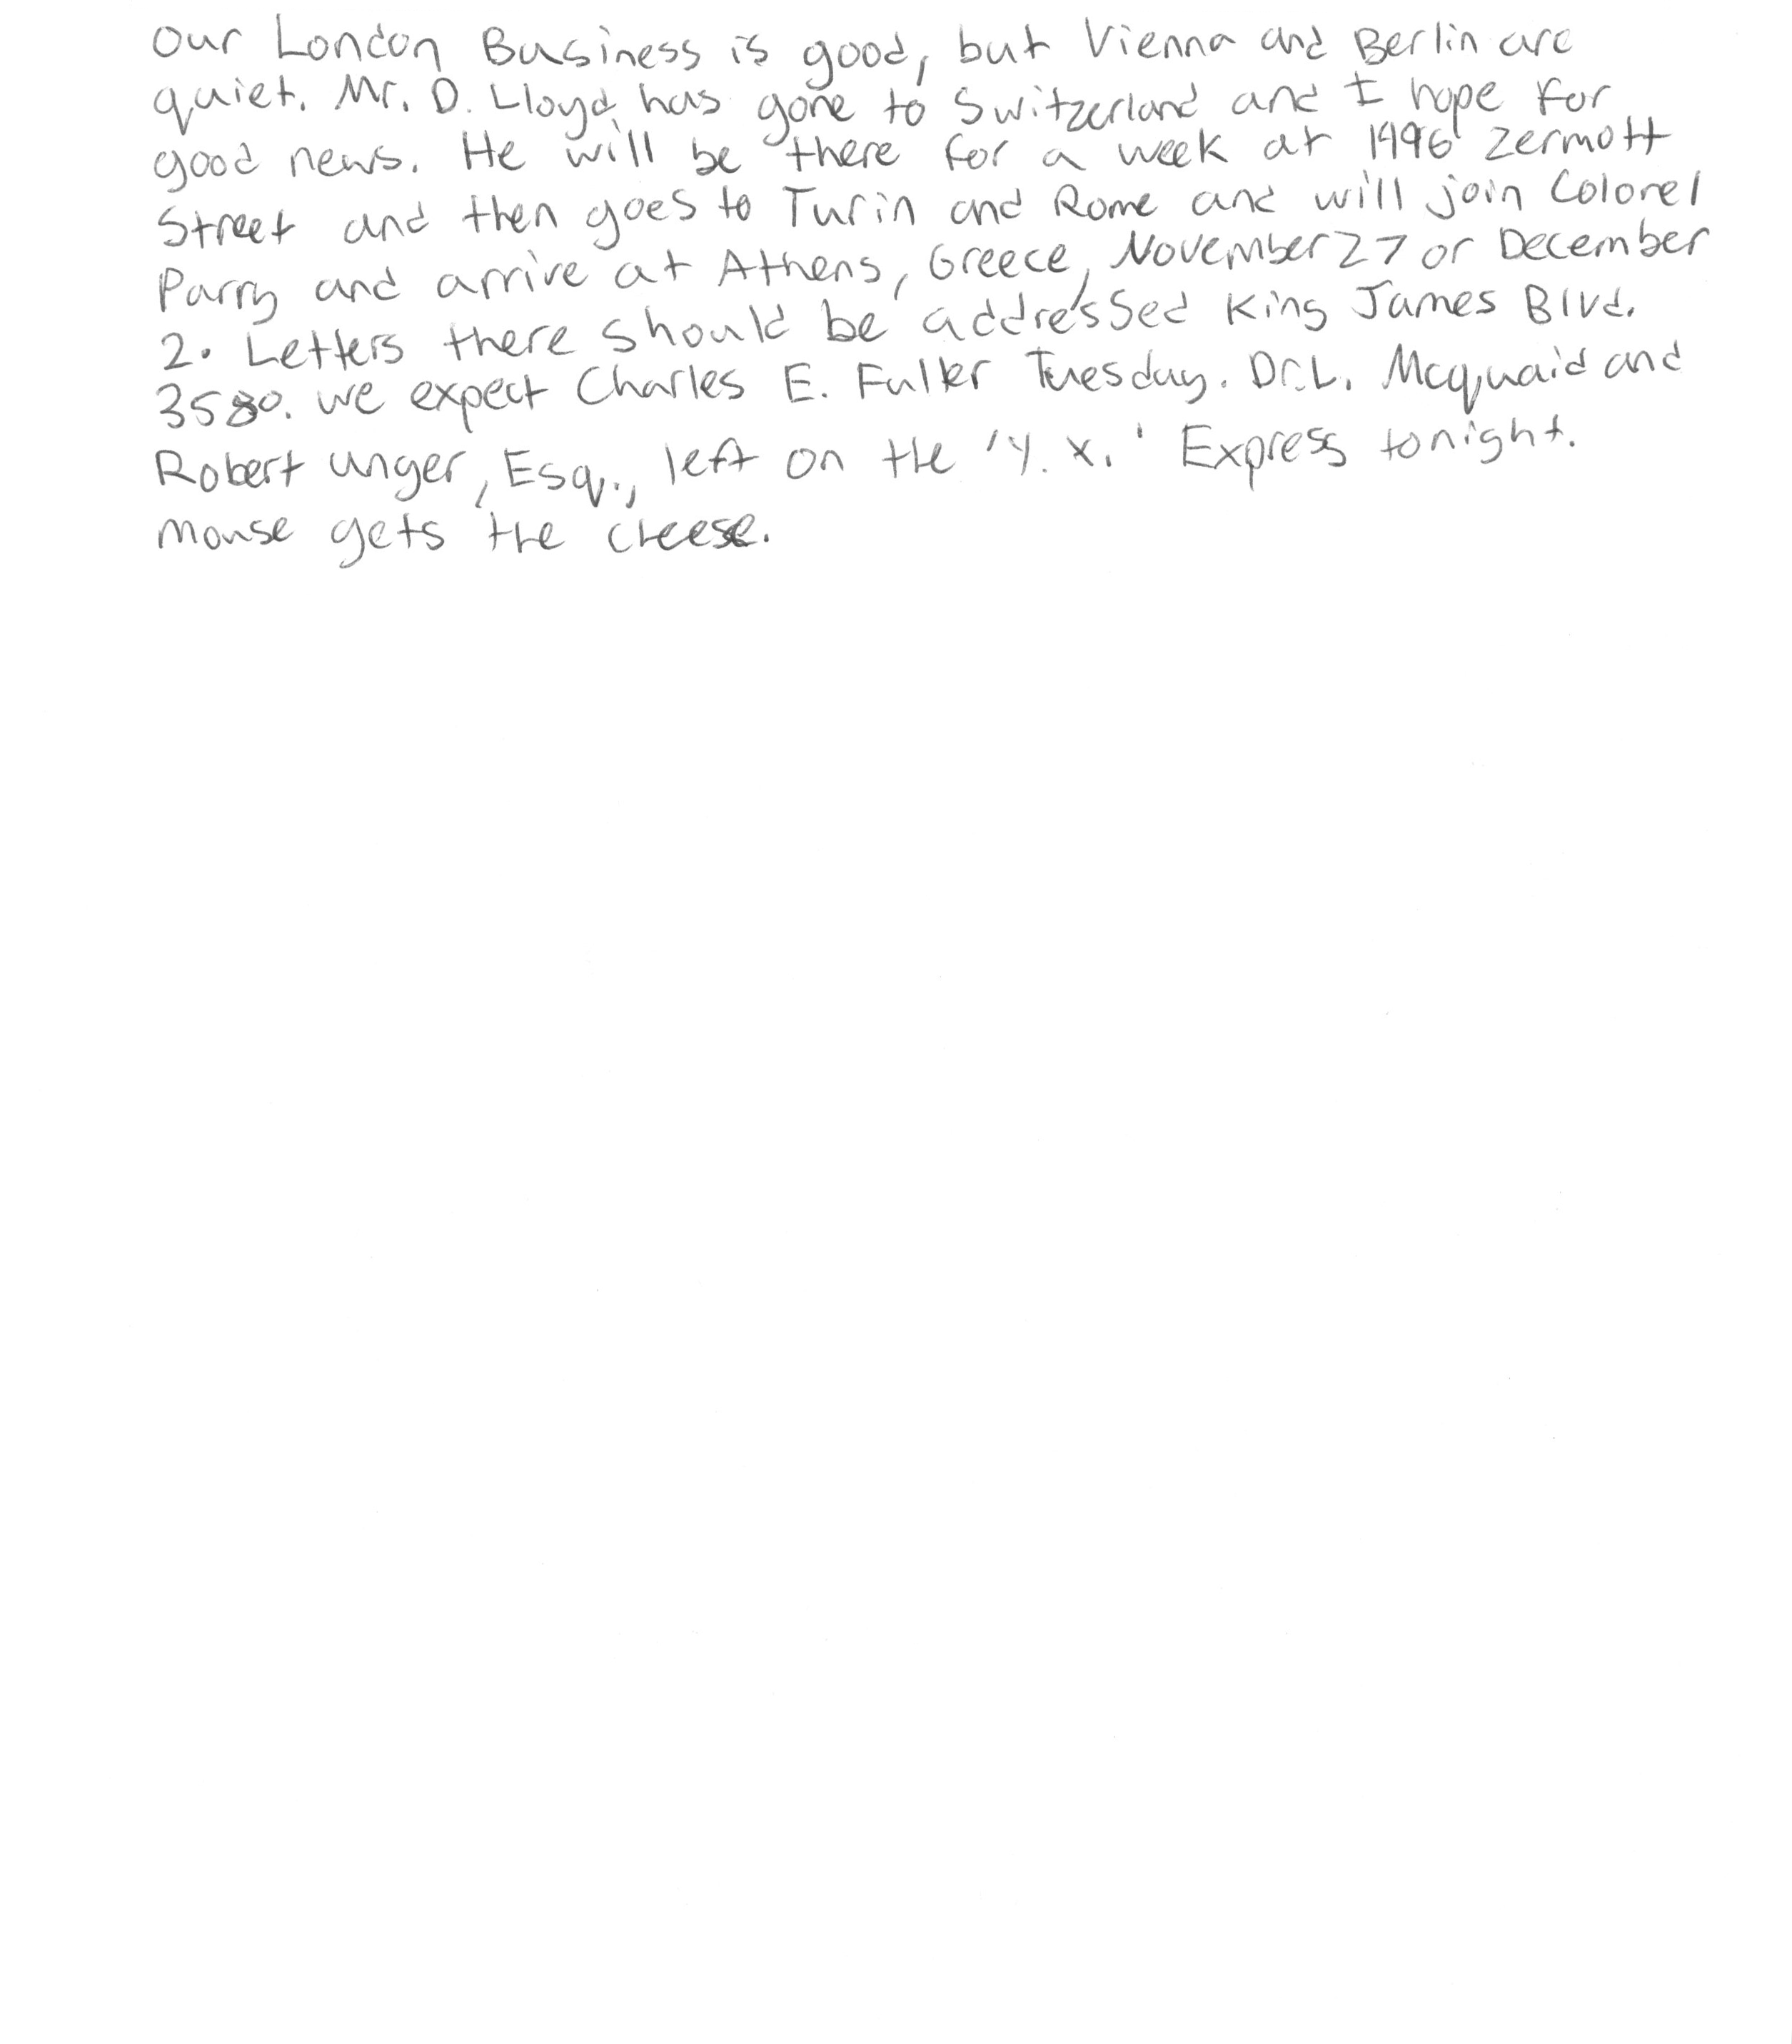 Our London Business is good, but Vienna and Berlin are
quiet. Mr. D. Lloyd has gone to Switzerland and I hope for
good news. He will be there for a week at 1496 Zermott
Street and then goes to Turin and Rome and will join Colonel
Parry and arrive at Athens, Greece, November 27 or December
2. Letters there should be addressed King James Blvd.
3580. We expect Charles E. Fuller Tuesday. Dr. L. Mcquaid and
Robert Unger, Esq., left on the 'Y. X.' Express tonight.
mouse gets the cheese.